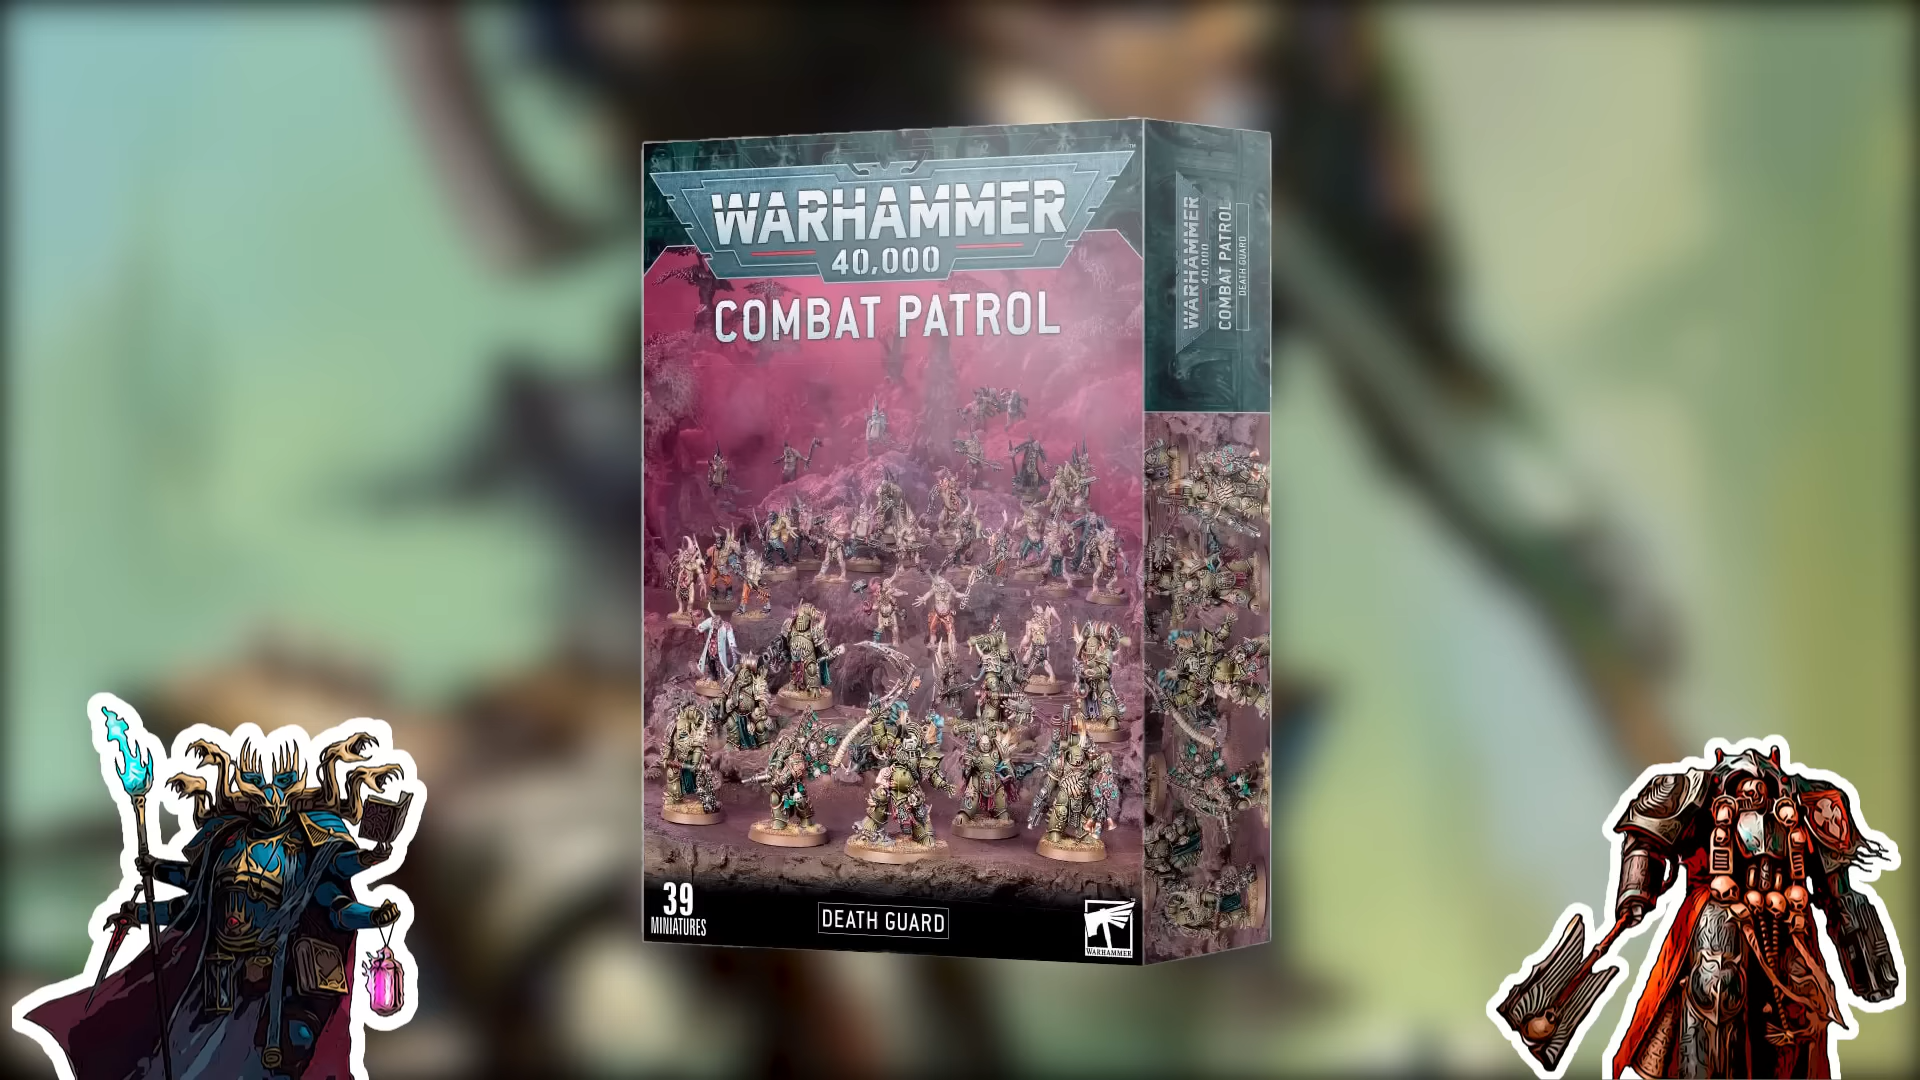 WARHAMMER
40,000
COMBAT PATROL
39
MINIATURES
DEATH GUARD
WARHAMMER
WARHAMMER
40,000
COMBAT PATROL
DEATH GUARD